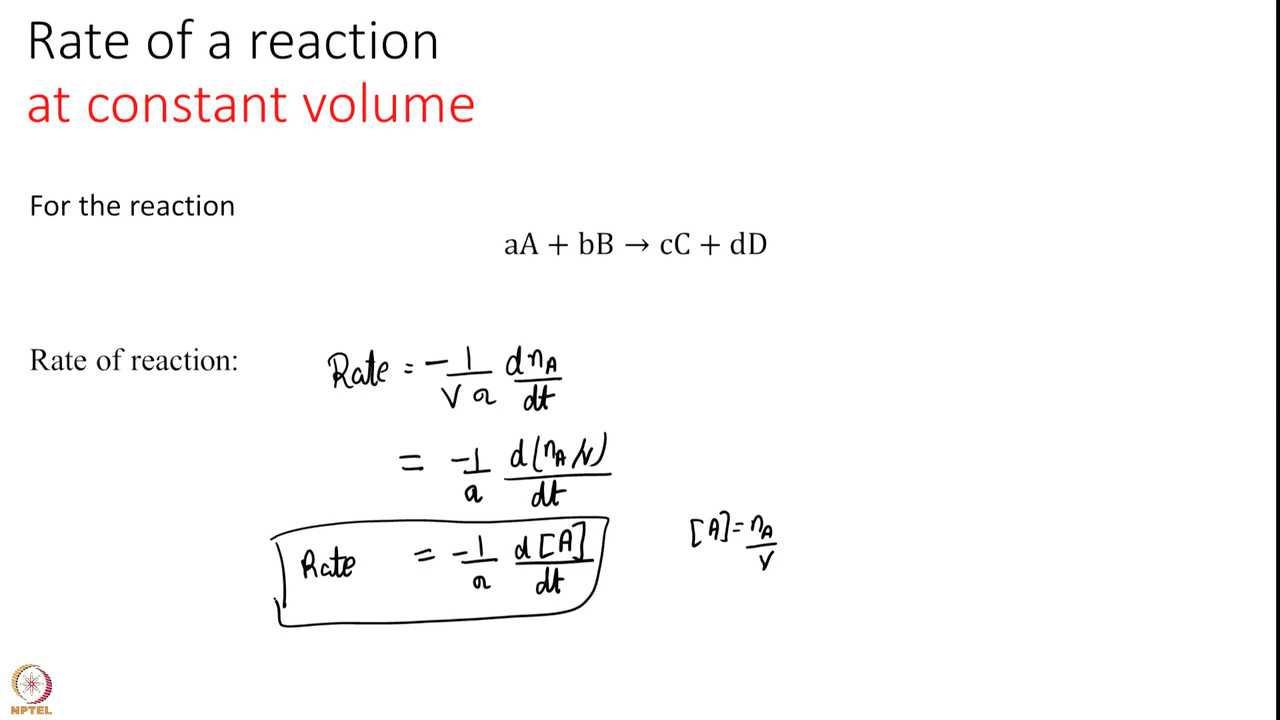 Rate of a reaction
at constant volume
For the reaction
aA + bB → cC + dD
Rate of reaction:
Rate = -1/(V a) dnA/dt
= -1/a d(nA/V)/dt
Rate = -1/a d[A]/dt
[A] = nA/V
NPTEL